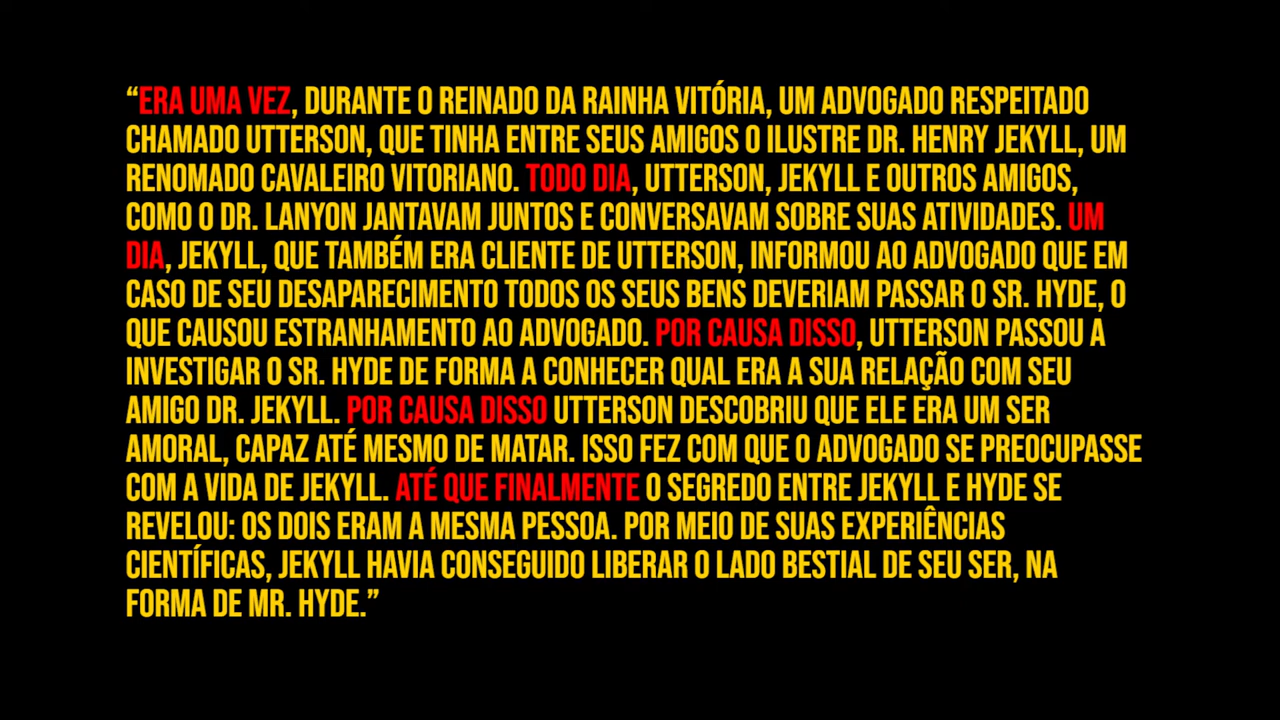 “ERA UMA VEZ, DURANTE O REINADO DA RAINHA VITÓRIA, UM ADVOGADO RESPEITADO
CHAMADO UTTERSON, QUE TINHA ENTRE SEUS AMIGOS O ILUSTRE DR. HENRY JEKYLL, UM
RENOMADO CAVALEIRO VITORIANO. TODO DIA, UTTERSON, JEKYLL E OUTROS AMIGOS,
COMO O DR. LANYON JANTAVAM JUNTOS E CONVERSAVAM SOBRE SUAS ATIVIDADES. UM
DIA, JEKYLL, QUE TAMBÉM ERA CLIENTE DE UTTERSON, INFORMOU AO ADVOGADO QUE EM
CASO DE SEU DESAPARECIMENTO TODOS OS SEUS BENS DEVERIAM PASSAR O SR. HYDE, O
QUE CAUSOU ESTRANHAMENTO AO ADVOGADO. POR CAUSA DISSO, UTTERSON PASSOU A
INVESTIGAR O SR. HYDE DE FORMA A CONHECER QUAL ERA A SUA RELAÇÃO COM SEU
AMIGO DR. JEKYLL. POR CAUSA DISSO UTTERSON DESCOBRIU QUE ELE ERA UM SER
AMORAL, CAPAZ ATÉ MESMO DE MATAR. ISSO FEZ COM QUE O ADVOGADO SE PREOCUPASSE
COM A VIDA DE JEKYLL. ATÉ QUE FINALMENTE O SEGREDO ENTRE JEKYLL E HYDE SE
REVELOU: OS DOIS ERAM A MESMA PESSOA. POR MEIO DE SUAS EXPERIÊNCIAS
CIENTÍFICAS, JEKYLL HAVIA CONSEGUIDO LIBERAR O LADO BESTIAL DE SEU SER, NA
FORMA DE MR. HYDE.”